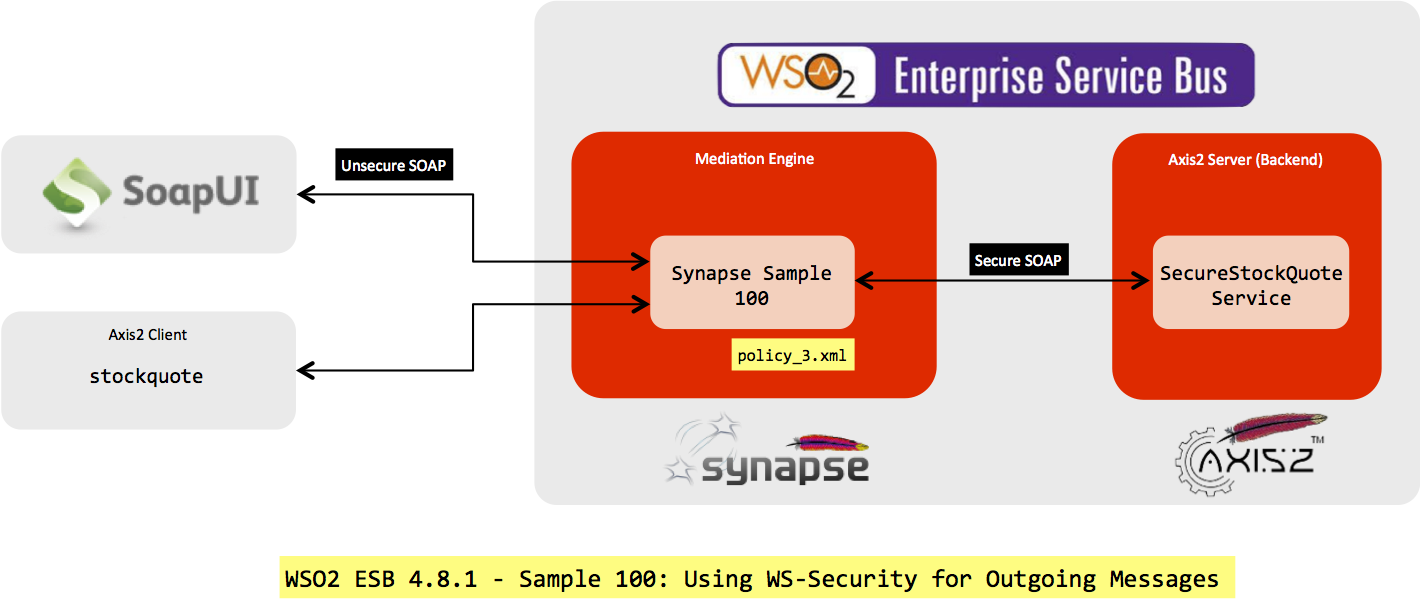 WSO2 Enterprise Service Bus
Unsecure SOAP
SoapUI
Mediation Engine
Axis2 Server (Backend)
Synapse Sample
100
Secure SOAP
SecureStockQuote
Service
policy_3.xml
Axis2 Client
stockquote
synapse
AXIS2 TM
WSO2 ESB 4.8.1 - Sample 100: Using WS-Security for Outgoing Messages